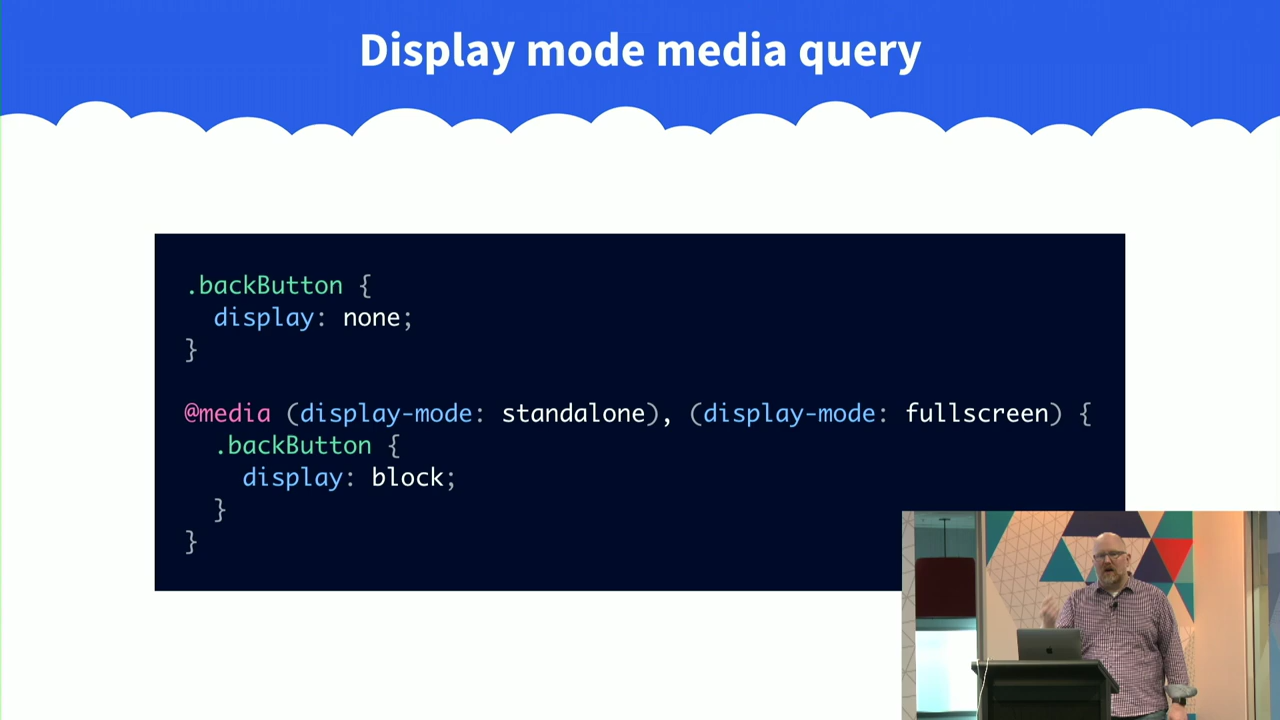 Display mode media query
.backButton {
  display: none;
}
@media (display-mode: standalone), (display-mode: fullscreen) {
  .backButton {
    display: block;
  }
}